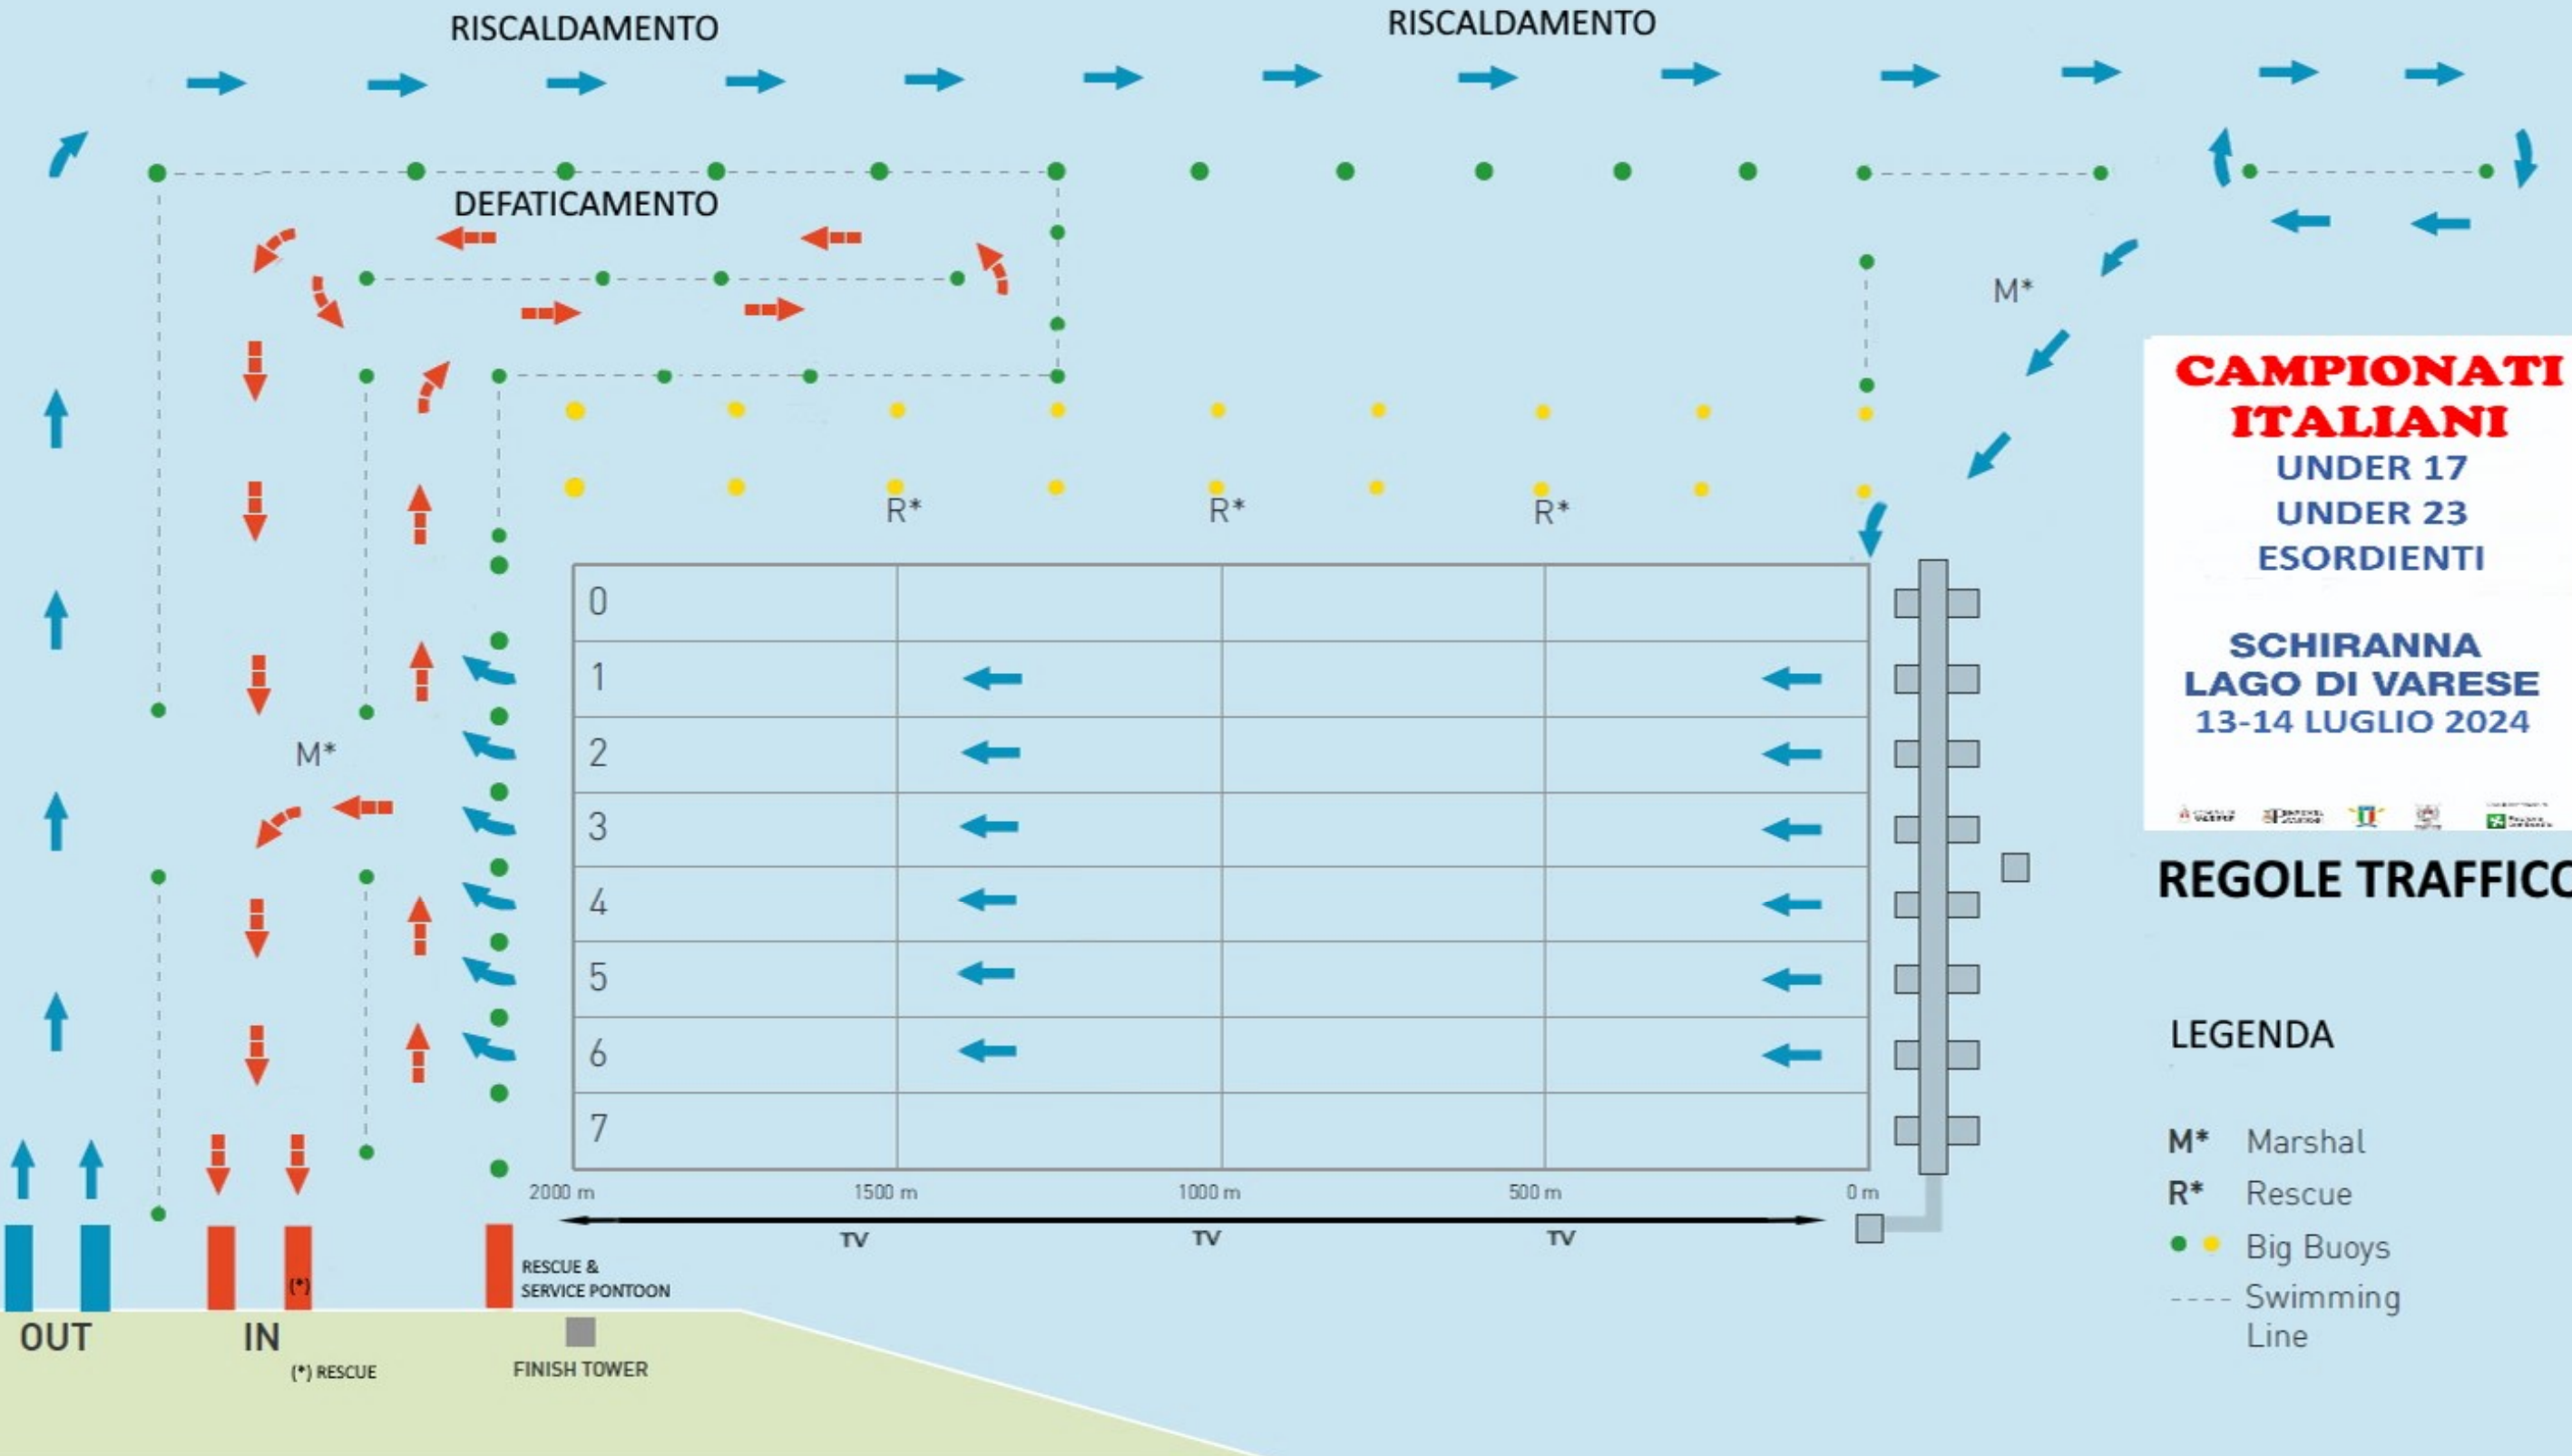 RISCALDAMENTO
RISCALDAMENTO
DEFATICAMENTO
M*
CAMPIONATI
ITALIANI
UNDER 17
UNDER 23
ESORDIENTI
SCHIRANNA
LAGO DI VARESE
13-14 LUGLIO 2024
R*
R*
R*
0
1
2
M*
3
4
5
6
7
REGOLE TRAFFICO
LEGENDA
M* Marshal
R* Rescue
Big Buoys
Swimming
Line
2000 m
1500 m
1000 m
500 m
0 m
TV
TV
TV
RESCUE &
SERVICE PONTOON
(*)
OUT
IN
(*) RESCUE
FINISH TOWER